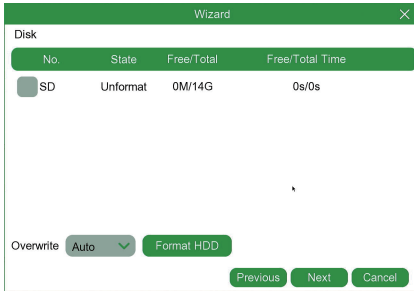 Wizard
Disk
No. State Free/Total Free/Total Time
SD Unformat 0M/14G 0s/0s
Overwrite Auto Format HDD
Previous Next Cancel